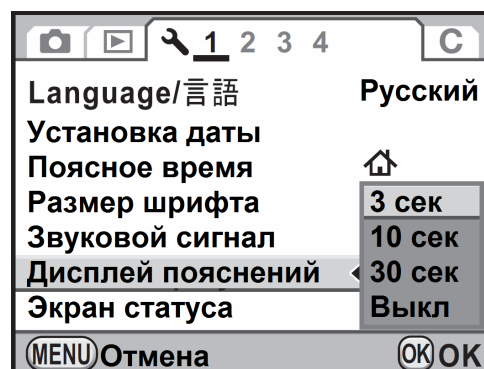 1 2 3 4 C
Language/言語 Русский
Установка даты
Поясное время
Размер шрифта 3 сек
Звуковой сигнал 10 сек
Дисплей пояснений 30 сек
Экран статуса Выкл
MENU Отмена OK OK